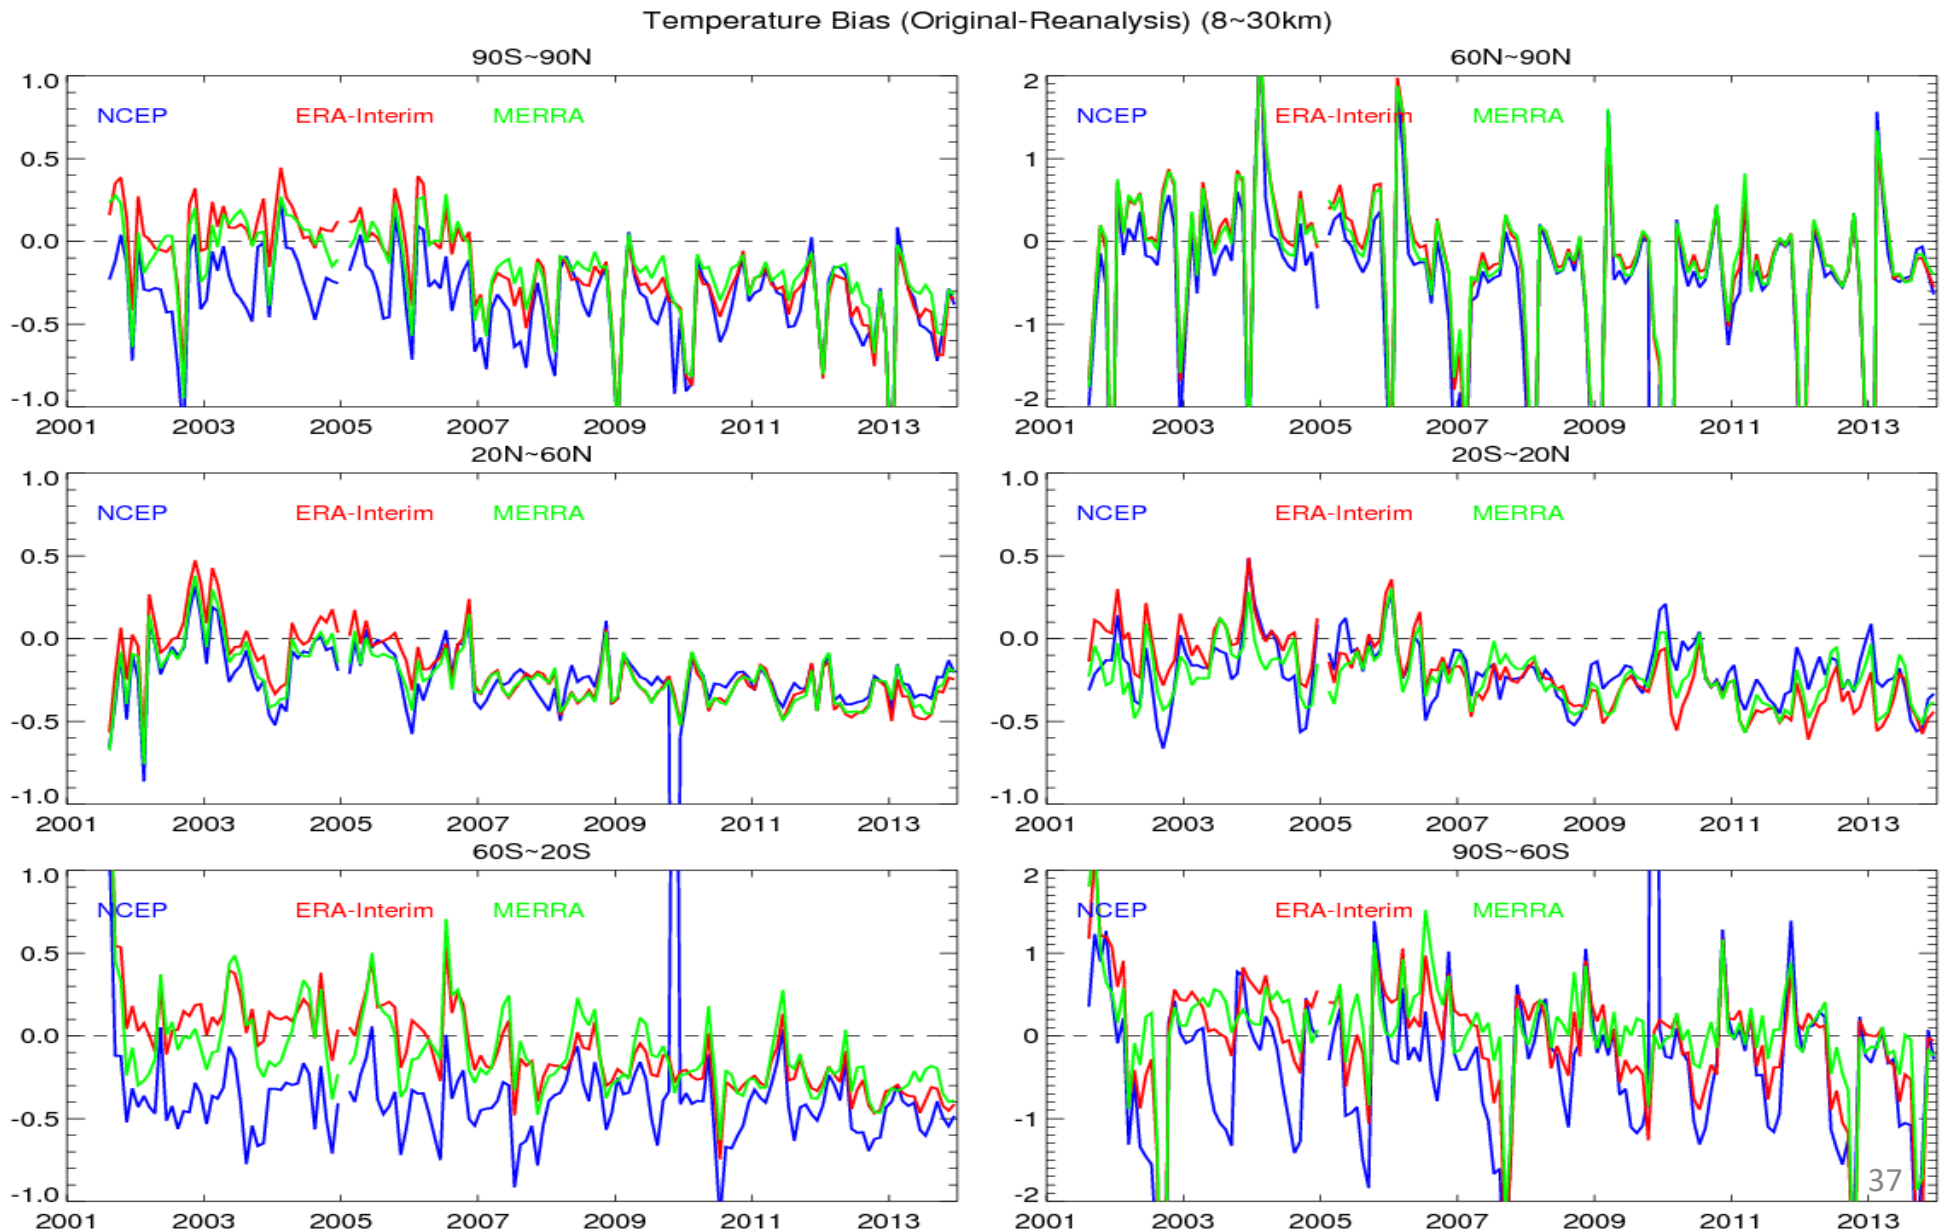 Temperature Bias (Original-Reanalysis) (8~30km)
90S~90N
1.0
0.5
0.0
-0.5
-1.0
NCEP ERA-Interim MERRA
2001 2003 2005 2007 2009 2011 2013
60N~90N
2
1
0
-1
-2
NCEP ERA-Interim MERRA
2001 2003 2005 2007 2009 2011 2013
20N~60N
1.0
0.5
0.0
-0.5
-1.0
NCEP ERA-Interim MERRA
2001 2003 2005 2007 2009 2011 2013
20S~20N
1.0
0.5
0.0
-0.5
-1.0
NCEP ERA-Interim MERRA
2001 2003 2005 2007 2009 2011 2013
60S~20S
1.0
0.5
0.0
-0.5
-1.0
NCEP ERA-Interim MERRA
2001 2003 2005 2007 2009 2011 2013
90S~60S
2
1
0
-1
-2
NCEP ERA-Interim MERRA
2001 2003 2005 2007 2009 2011 2013
37